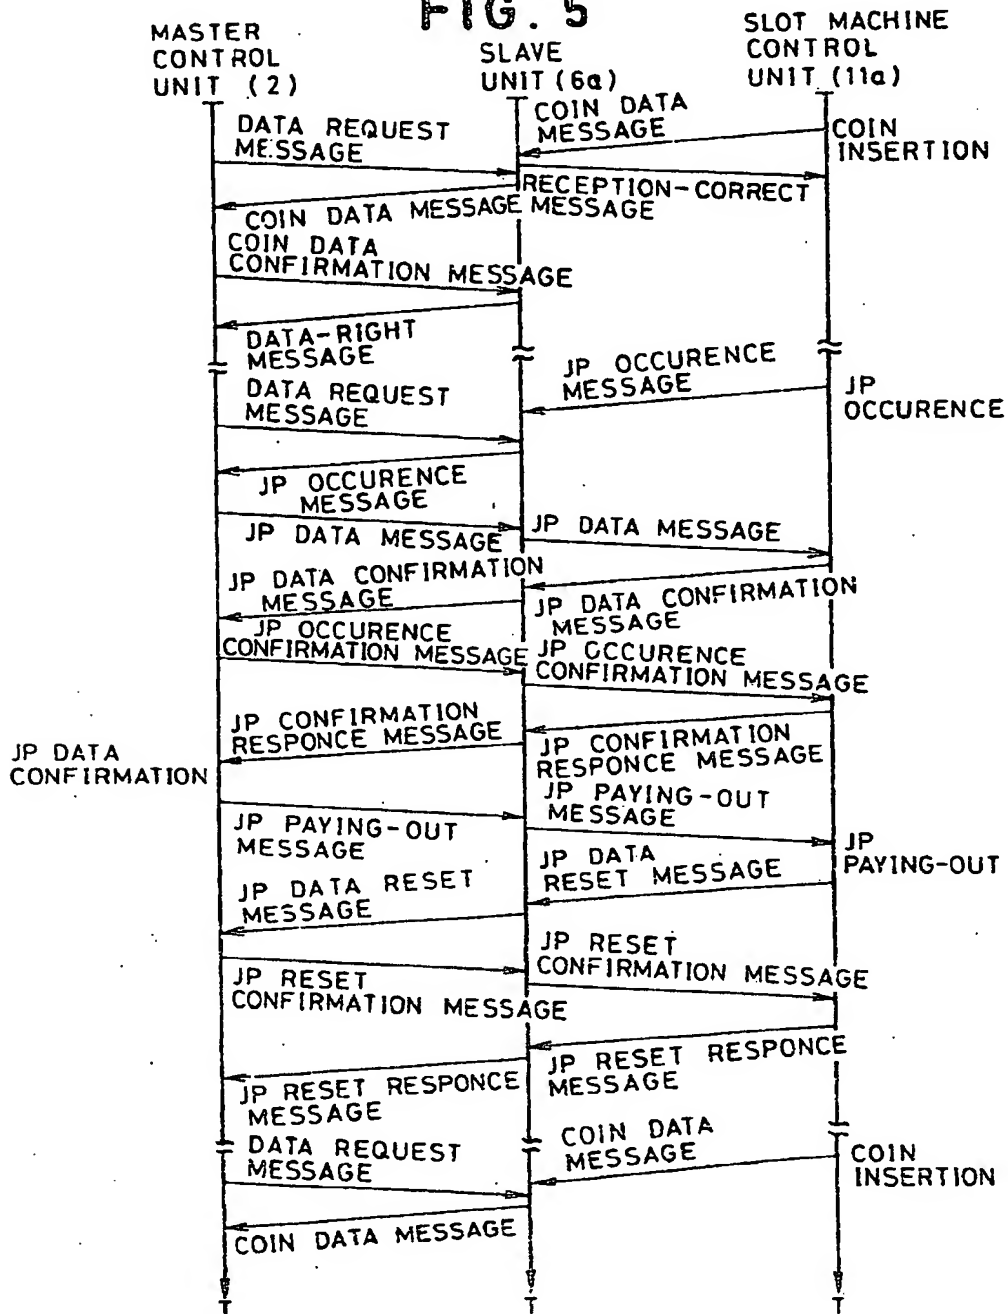 FIG. 5
MASTER
CONTROL
UNIT (2)
SLAVE
UNIT (6a)
SLOT MACHINE
CONTROL
UNIT (11a)
COIN DATA
MESSAGE
COIN
INSERTION
DATA REQUEST
MESSAGE
RECEPTION-CORRECT
MESSAGE
COIN DATA MESSAGE
COIN DATA
CONFIRMATION MESSAGE
DATA-RIGHT
MESSAGE
JP OCCURENCE
MESSAGE
JP
OCCURENCE
DATA REQUEST
MESSAGE
JP OCCURENCE
MESSAGE
JP DATA MESSAGE
JP DATA MESSAGE
JP DATA CONFIRMATION
MESSAGE
JP DATA CONFIRMATION
MESSAGE
JP OCCURENCE
CONFIRMATION MESSAGE
JP OCCURENCE
CONFIRMATION MESSAGE
JP CONFIRMATION
RESPONCE MESSAGE
JP CONFIRMATION
RESPONCE MESSAGE
JP DATA
CONFIRMATION
JP PAYING-OUT
MESSAGE
JP PAYING-OUT
MESSAGE
JP
PAYING-OUT
JP DATA
RESET MESSAGE
JP DATA RESET
MESSAGE
JP RESET
CONFIRMATION MESSAGE
JP RESET
CONFIRMATION MESSAGE
JP RESET RESPONCE
MESSAGE
JP RESET RESPONCE
MESSAGE
COIN DATA
MESSAGE
COIN
INSERTION
DATA REQUEST
MESSAGE
COIN DATA MESSAGE
T
T
T